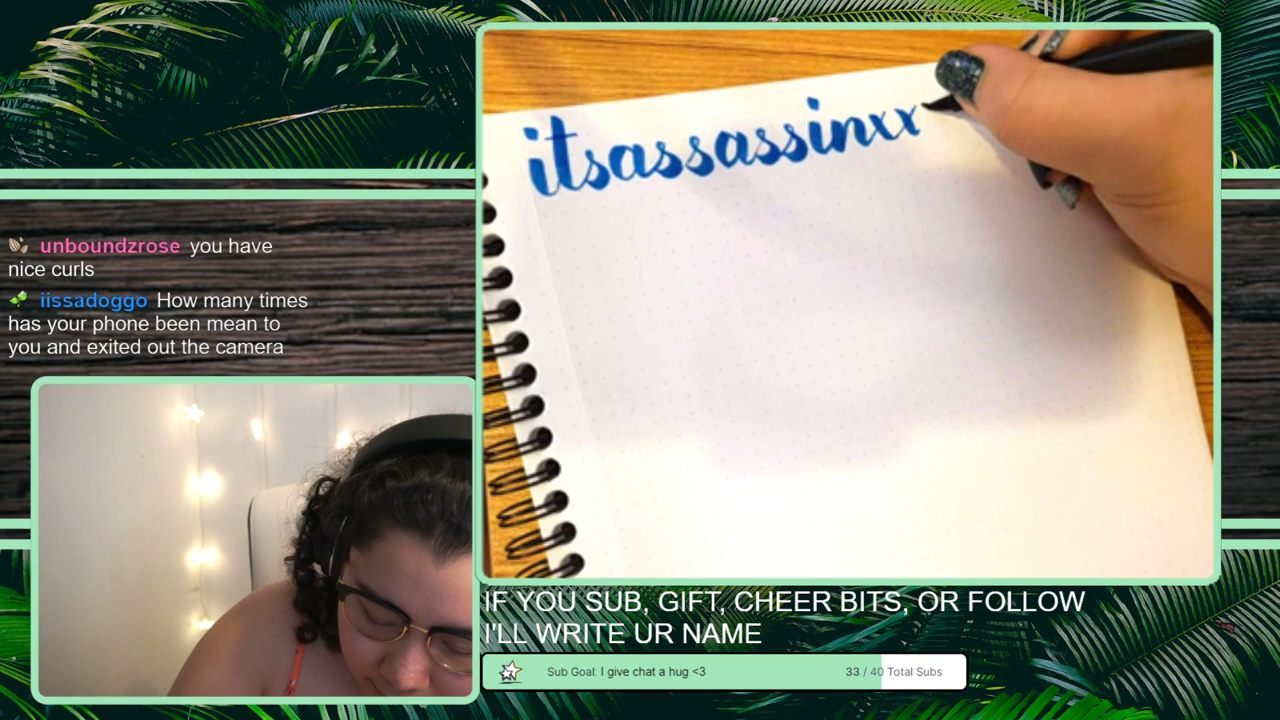 itsassassinxx
unboundzrose you have
nice curls
iissadoggo How many times
has your phone been mean to
you and exited out the camera
IF YOU SUB, GIFT, CHEER BITS, OR FOLLOW
I'LL WRITE UR NAME
Sub Goal: I give chat a hug <3 33 / 40 Total Subs